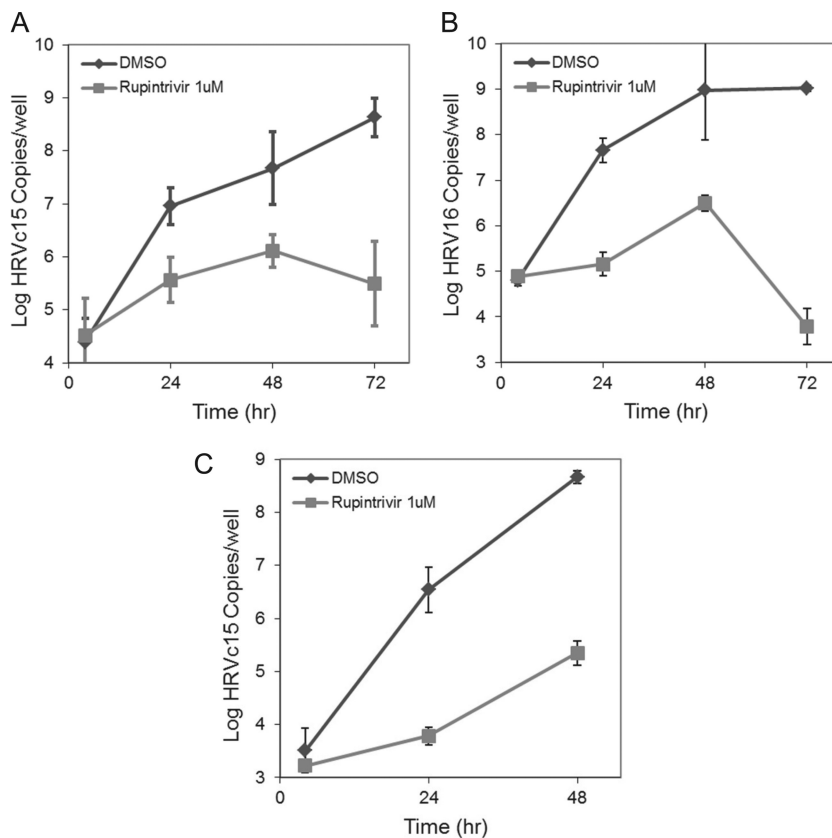 A
10
9
8
7
6
5
4
0
24
48
72
DMSO
Rupintrivir 1uM
Log HRVc15 Copies/well
Time (hr)
B
10
9
8
7
6
5
4
3
0
24
48
72
DMSO
Rupintrivir 1uM
Log HRV16 Copies/well
Time (hr)
C
9
8
7
6
5
4
3
0
24
48
DMSO
Rupintrivir 1uM
Log HRVc15 Copies/well
Time (hr)